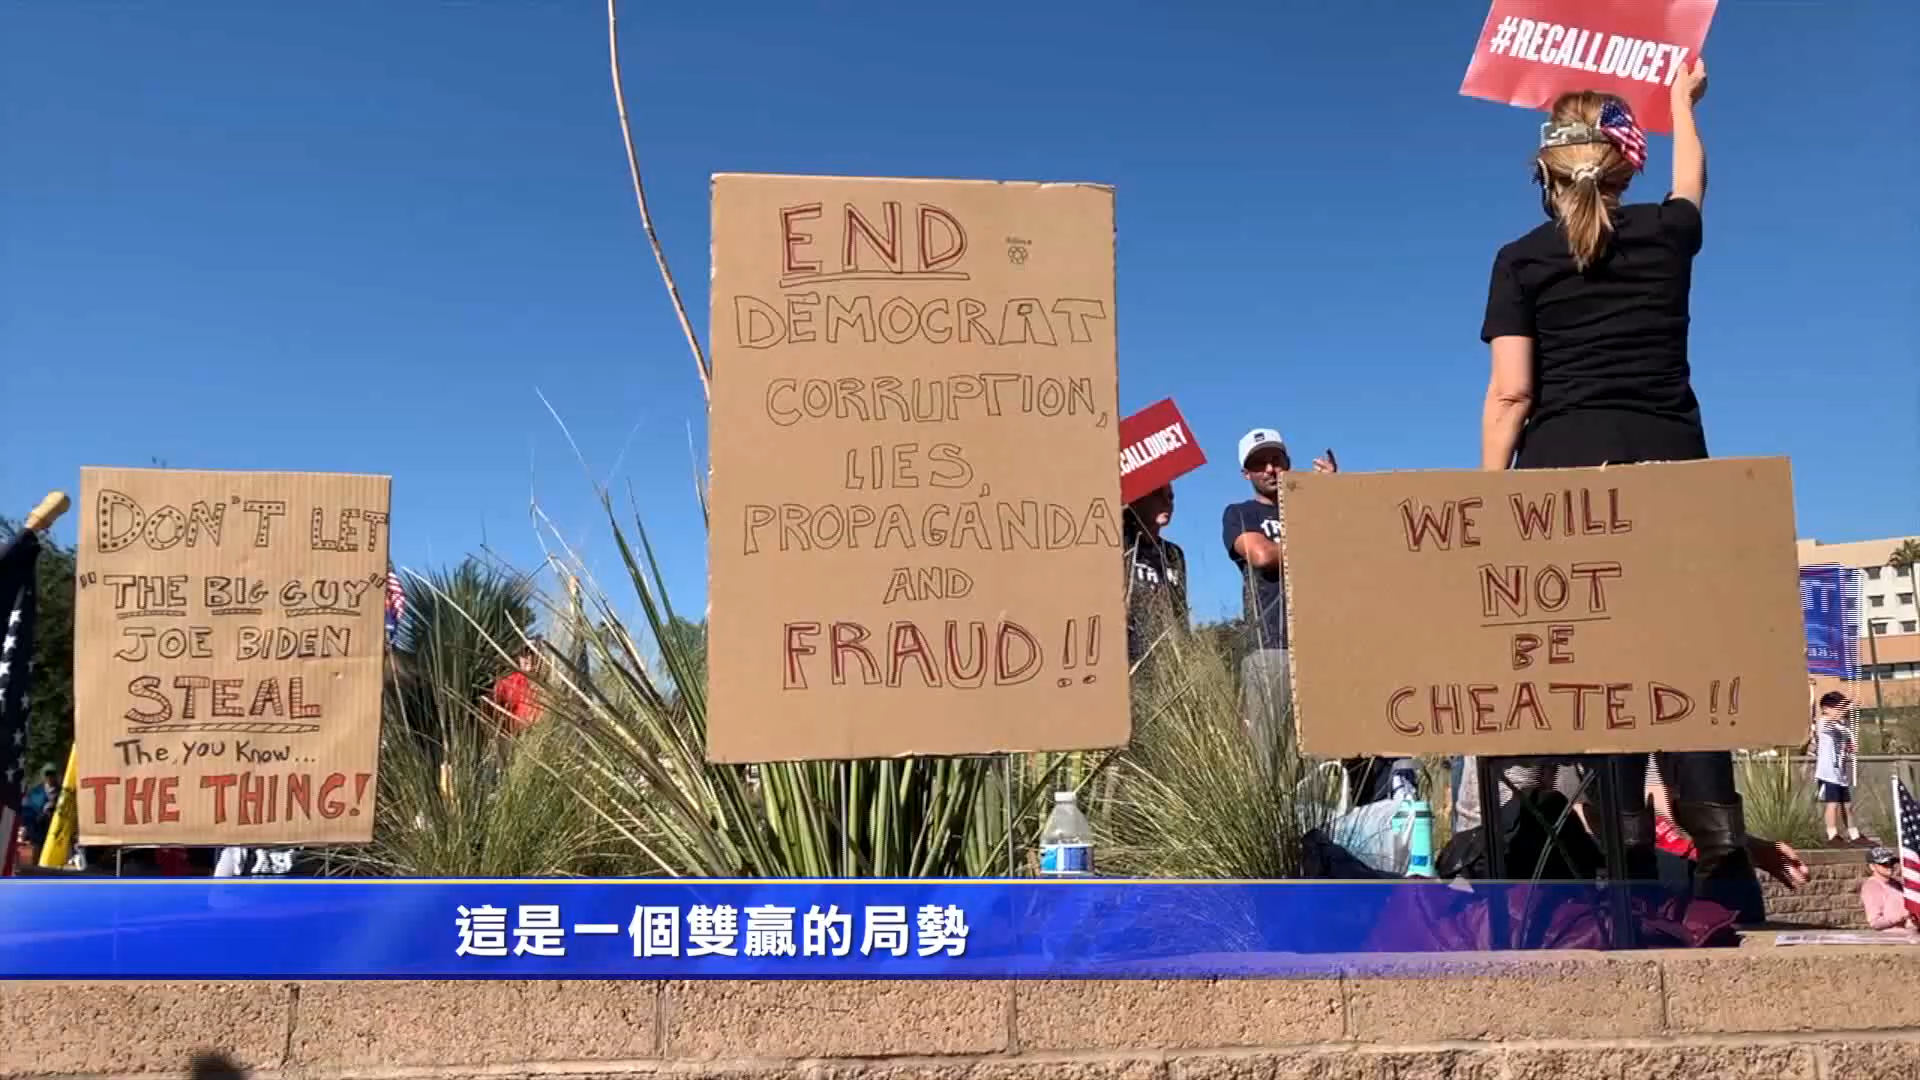 #RECALLDUCEY
END
DEMOCRAT
CORRUPTION,
LIES,
PROPAGANDA
AND
FRAUD!!
CALLDUCEY
DON'T LET
"THE BIG GUY"
JOE BIDEN
STEAL
The, you Know...
THE THING!
WE WILL
NOT
BE
CHEATED!!
這是一個雙贏的局勢